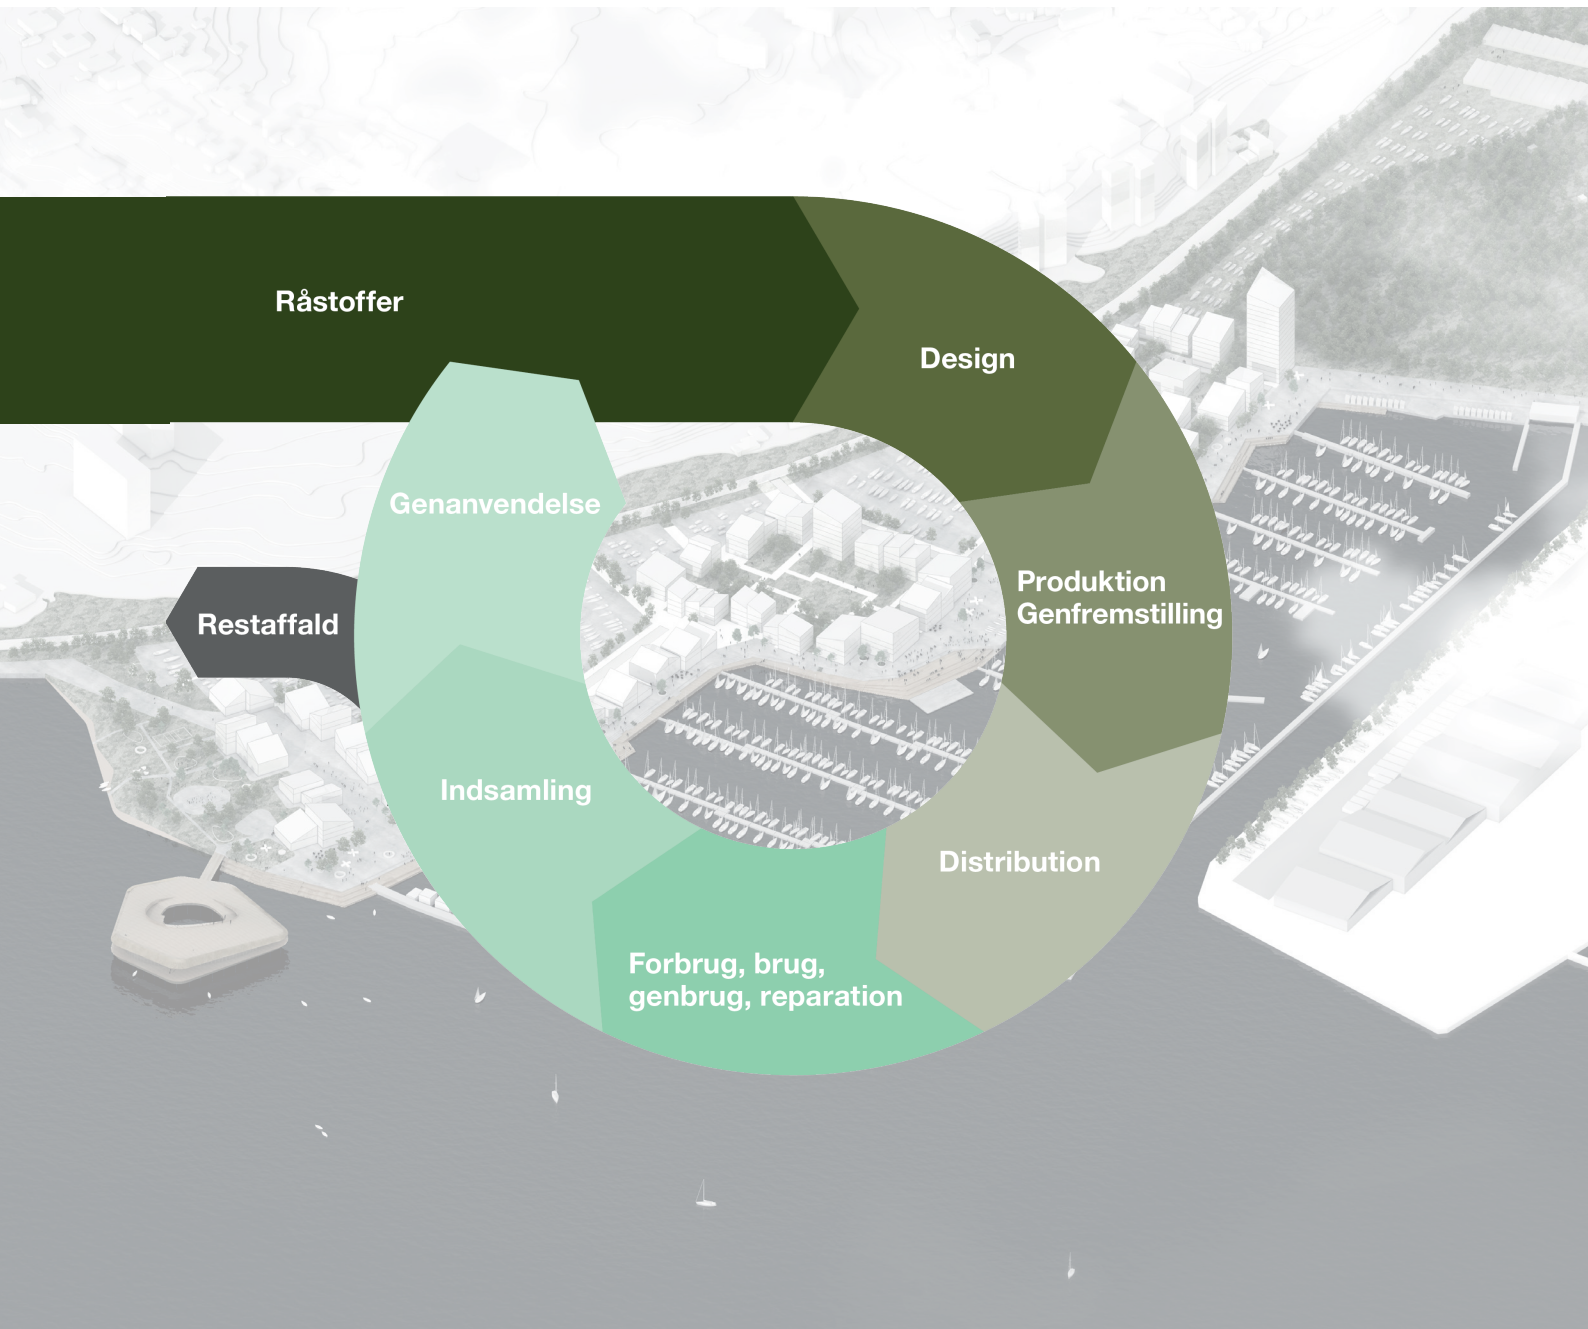 Råstoffer
Design
Genanvendelse
Produktion
Genfremstilling
Restaffald
Indsamling
Distribution
Forbrug, brug,
genbrug, reparation